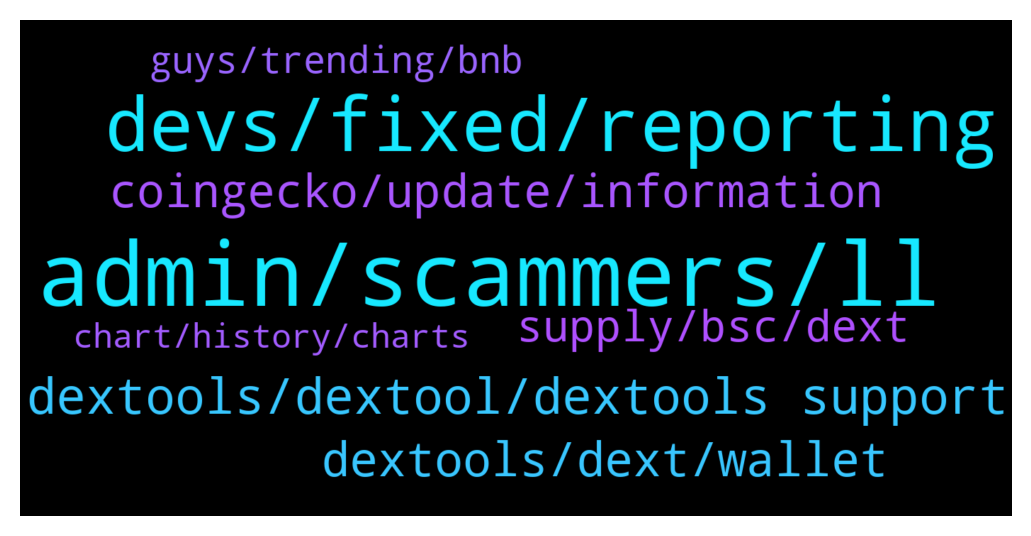 guys/trending/bnb
devs/fixed/reporting
coingecko/update/information
admin/scammers/ll
supply/bsc/dext
chart/history/charts
dextools/dextool/dextools support
dextools/dext/wallet